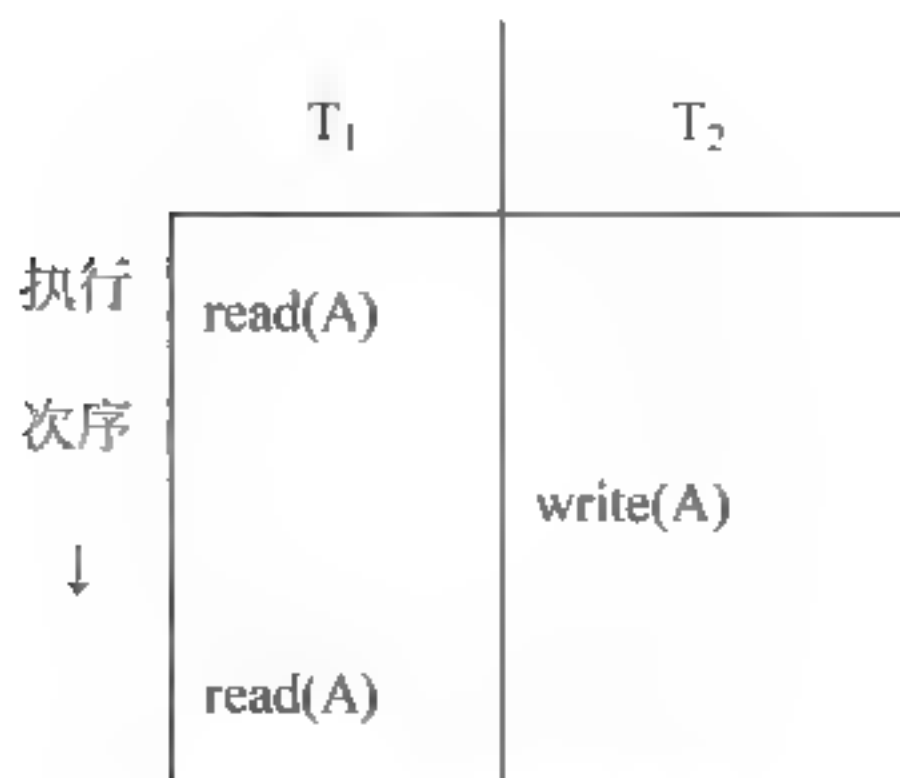 T₁ T₂
执行
read(A)
次序
write(A)
↓
read(A)